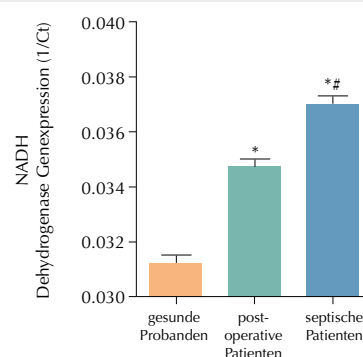 NADH
Dehydrogenase Genexpression (1/Ct)
0.040
0.038
0.036
0.034
0.032
0.030
*
*#
gesunde
Probanden
post-
operative
Patienten
septische
Patienten